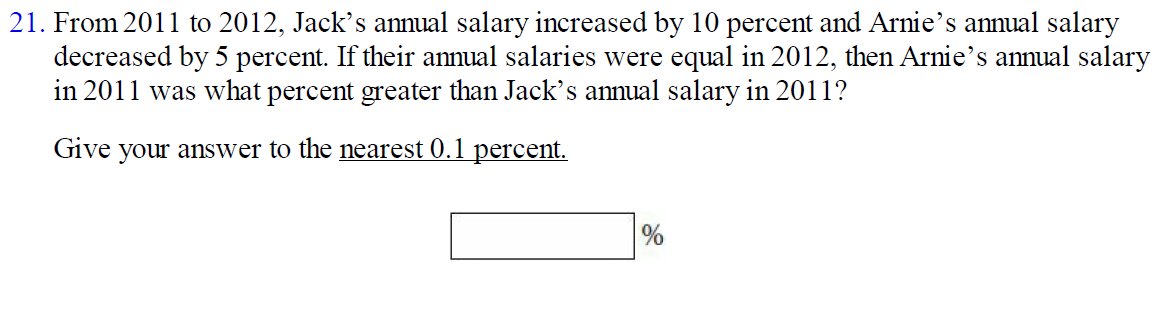 21. From 2011 to 2012, Jack’s annual salary increased by 10 percent and Arnie’s annual salary
decreased by 5 percent. If their annual salaries were equal in 2012, then Arnie’s annual salary
in 2011 was what percent greater than Jack’s annual salary in 2011?
Give your answer to the nearest 0.1 percent.
%